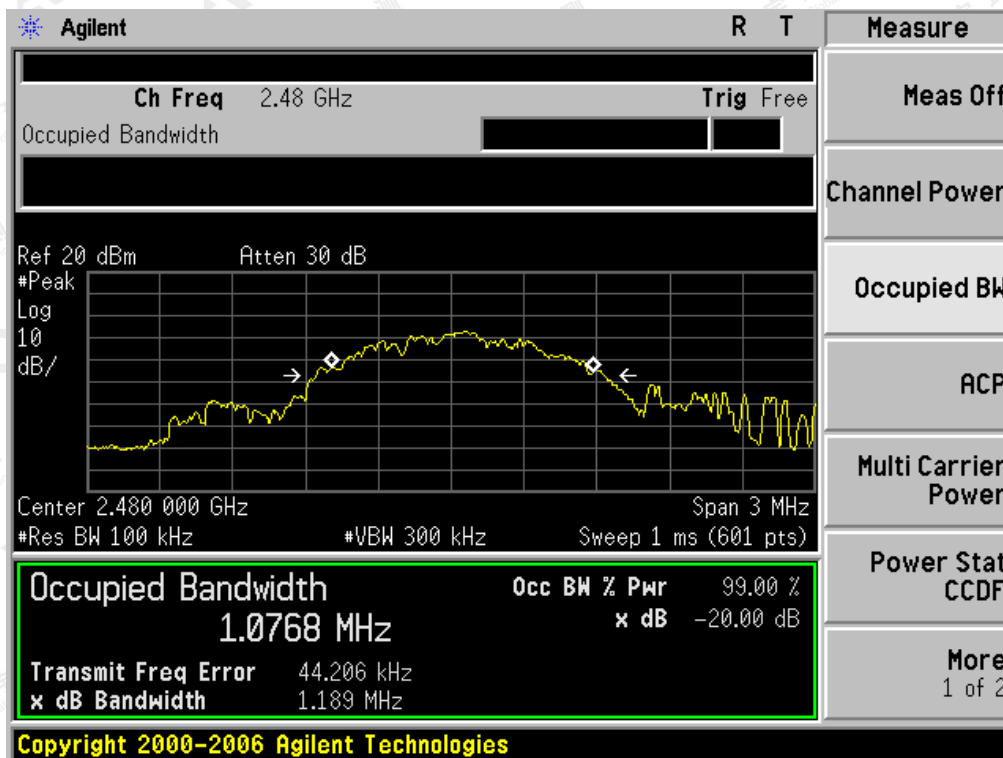 Agilent
R T
Measure
Ch Freq 2.48 GHz
Trig Free
Occupied Bandwidth
Meas Off
Channel Power
Occupied BW
ACP
Multi Carrier
Power
Power Stat
CCDF
More
1 of 2
Ref 20 dBm
Atten 30 dB
#Peak
Log
10
dB/
Center 2.480 000 GHz
Span 3 MHz
#Res BW 100 kHz
#VBW 300 kHz
Sweep 1 ms (601 pts)
Occupied Bandwidth
1.0768 MHz
Occ BW % Pwr 99.00 %
x dB -20.00 dB
Transmit Freq Error 44.206 kHz
x dB Bandwidth 1.189 MHz
Copyright 2000-2006 Agilent Technologies